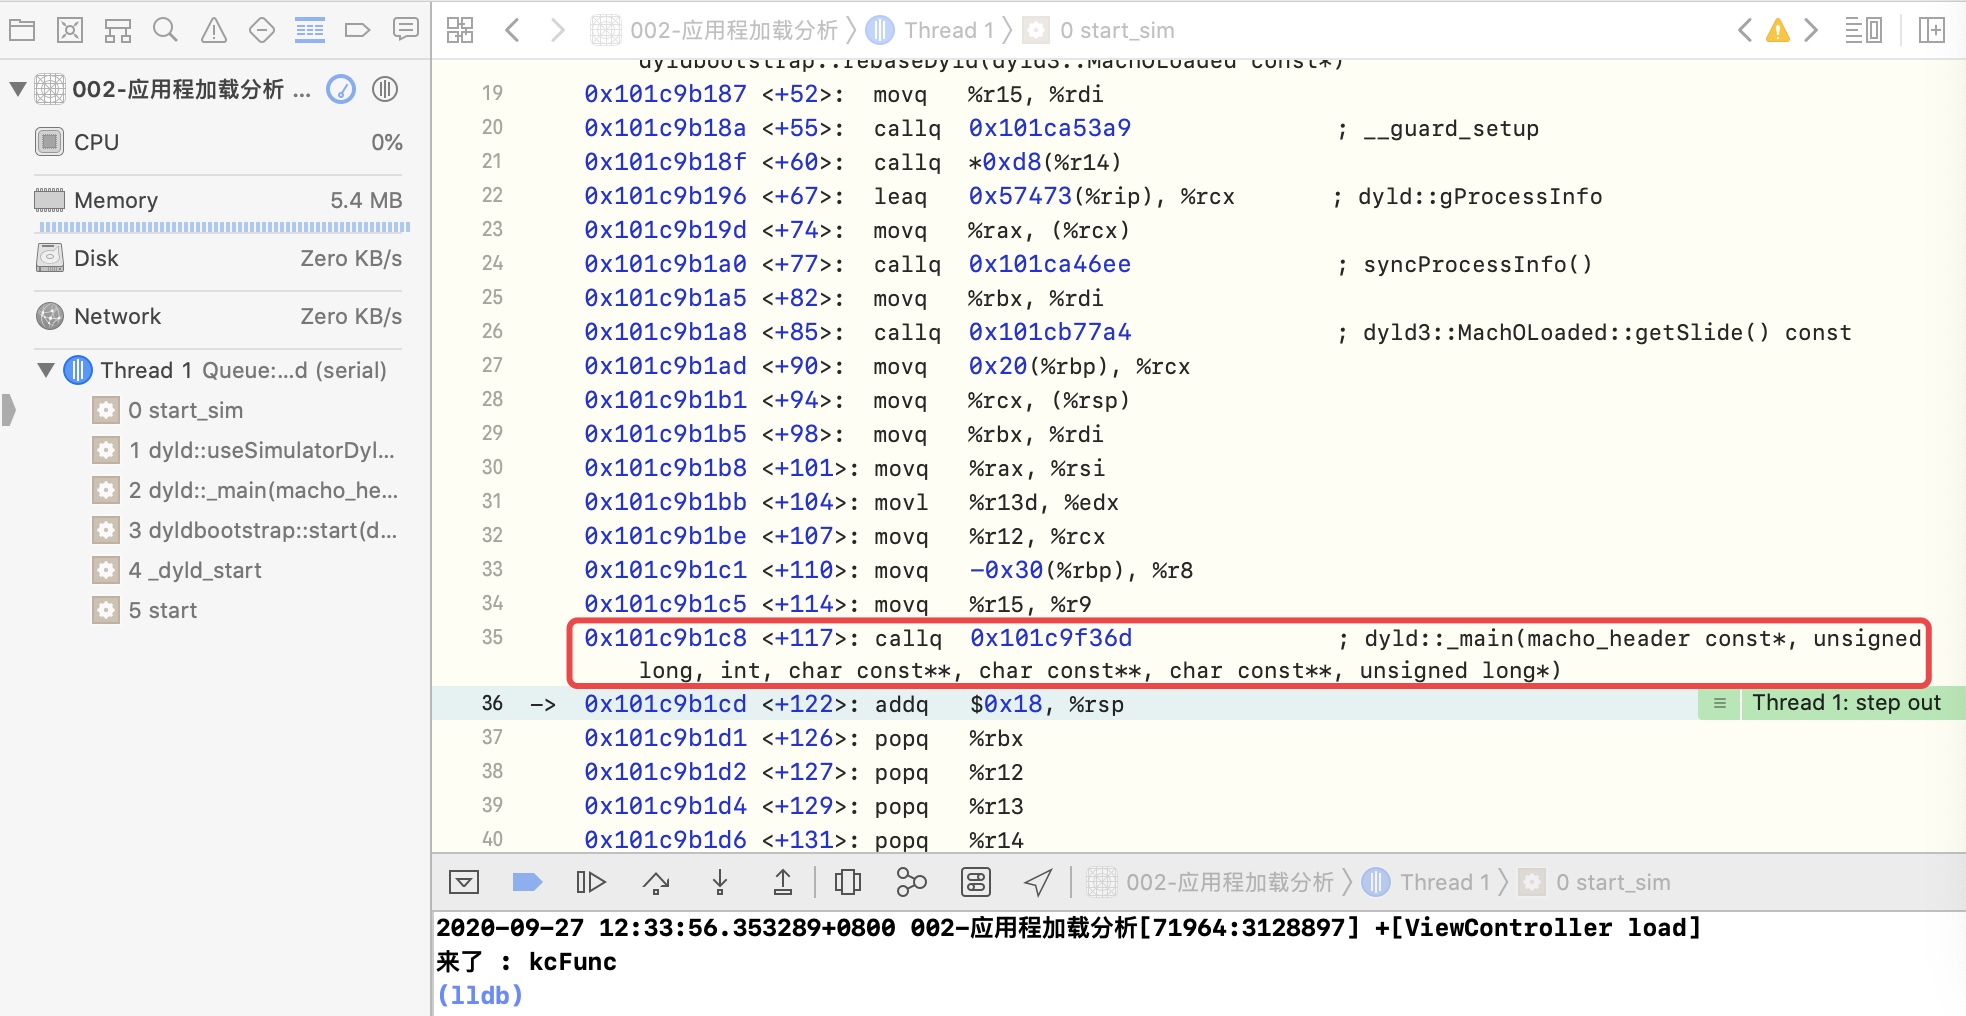 002-应用程加载分析 〉 Thread 1 〉 0 start_sim
002-应用程加载分析 ...
CPU 0%
Memory 5.4 MB
Disk Zero KB/s
Network Zero KB/s
Thread 1 Queue:...d (serial)
0 start_sim
1 dyld::useSimulatorDyl...
2 dyld::_main(macho_he...
3 dyldbootstrap::start(d...
4 _dyld_start
5 start
dyldbootstrap::rebaseDyld(dyld3::MachOLoaded const*)
19 0x101c9b187 <+52>: movq %r15, %rdi
20 0x101c9b18a <+55>: callq 0x101ca53a9 ; __guard_setup
21 0x101c9b18f <+60>: callq *0xd8(%r14)
22 0x101c9b196 <+67>: leaq 0x57473(%rip), %rcx ; dyld::gProcessInfo
23 0x101c9b19d <+74>: movq %rax, (%rcx)
24 0x101c9b1a0 <+77>: callq 0x101ca46ee ; syncProcessInfo()
25 0x101c9b1a5 <+82>: movq %rbx, %rdi
26 0x101c9b1a8 <+85>: callq 0x101cb77a4 ; dyld3::MachOLoaded::getSlide() const
27 0x101c9b1ad <+90>: movq 0x20(%rbp), %rcx
28 0x101c9b1b1 <+94>: movq %rcx, (%rsp)
29 0x101c9b1b5 <+98>: movq %rbx, %rdi
30 0x101c9b1b8 <+101>: movq %rax, %rsi
31 0x101c9b1bb <+104>: movl %r13d, %edx
32 0x101c9b1be <+107>: movq %r12, %rcx
33 0x101c9b1c1 <+110>: movq -0x30(%rbp), %r8
34 0x101c9b1c5 <+114>: movq %r15, %r9
35 0x101c9b1c8 <+117>: callq 0x101c9f36d ; dyld::_main(macho_header const*, unsigned
long, int, char const**, char const**, char const**, unsigned long*)
36 -> 0x101c9b1cd <+122>: addq $0x18, %rsp Thread 1: step out
37 0x101c9b1d1 <+126>: popq %rbx
38 0x101c9b1d2 <+127>: popq %r12
39 0x101c9b1d4 <+129>: popq %r13
40 0x101c9b1d6 <+131>: popq %r14
002-应用程加载分析 〉 Thread 1 〉 0 start_sim
2020-09-27 12:33:56.353289+0800 002-应用程加载分析[71964:3128897] +[ViewController load]
来了 : kcFunc
(lldb)